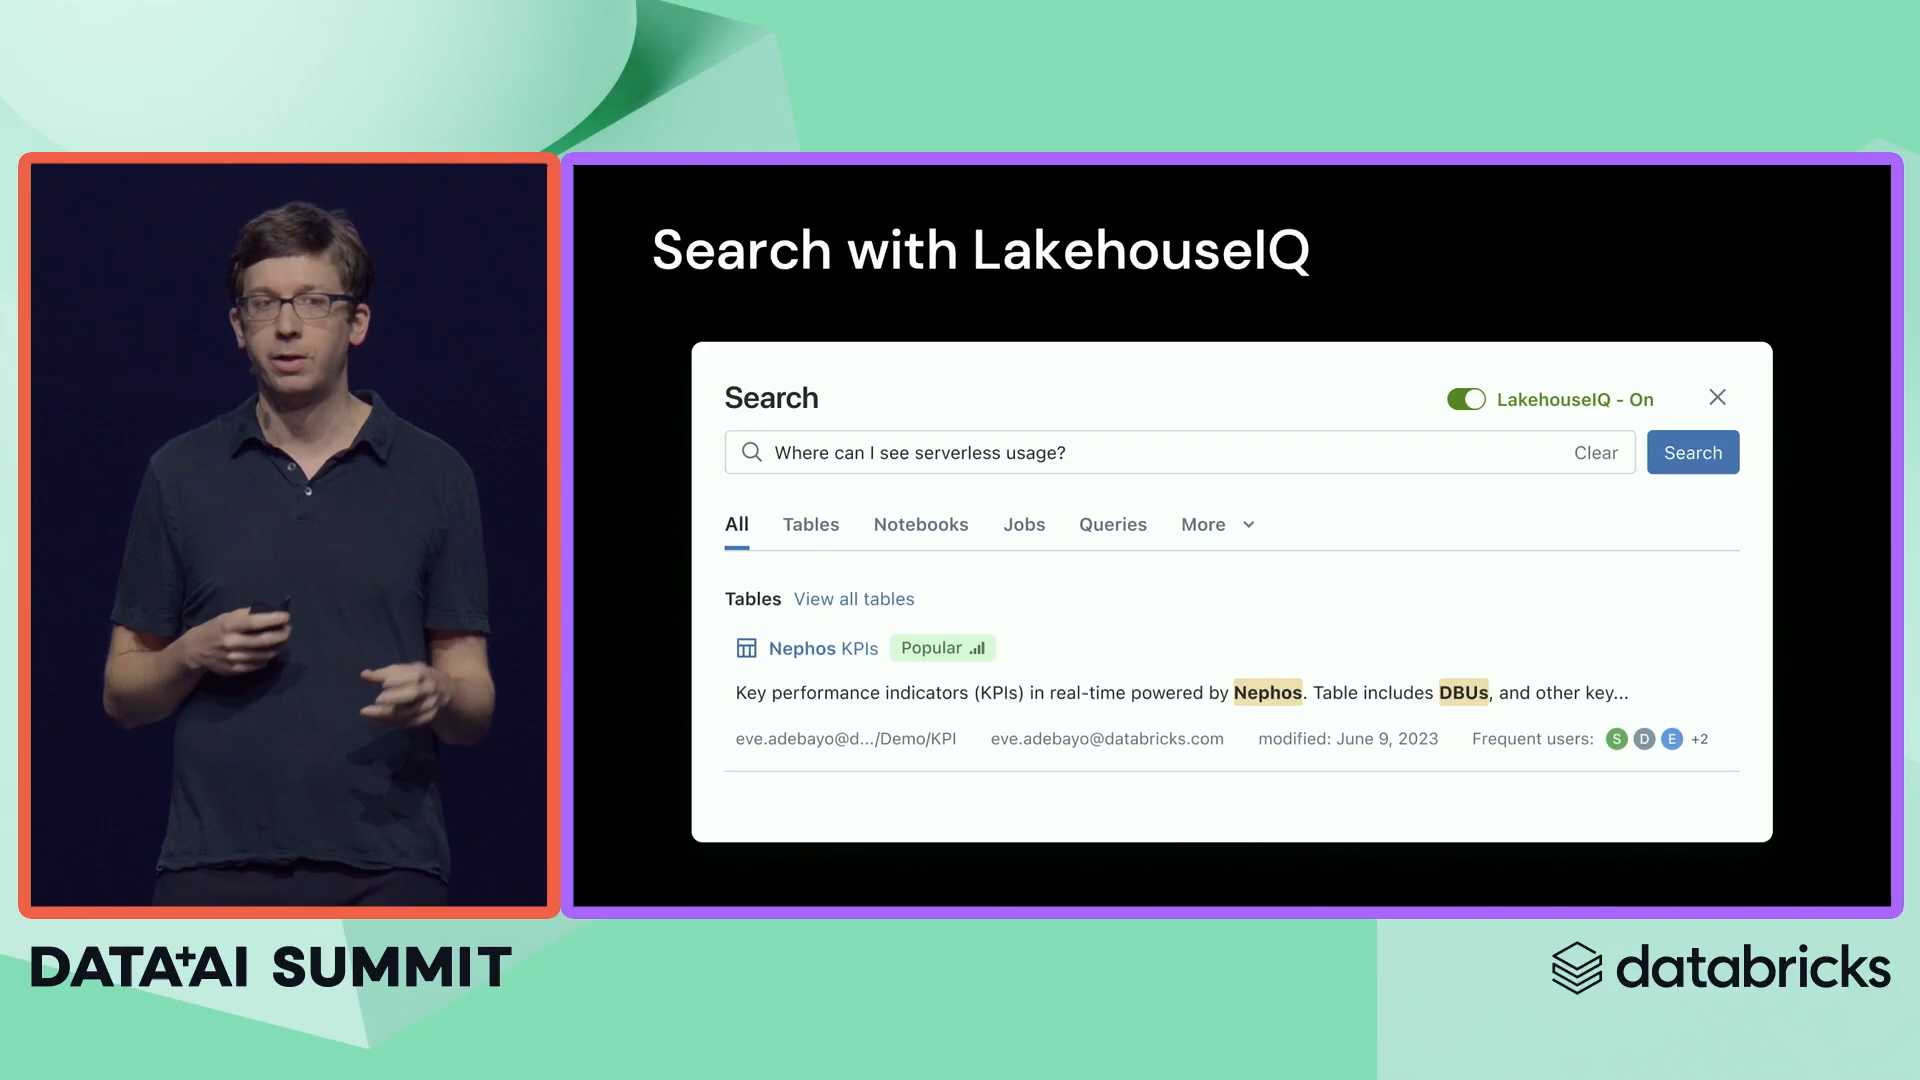 Search with LakehouseIQ
Search
LakehouseIQ - On
Where can I see serverless usage?
Clear
Search
All Tables Notebooks Jobs Queries More
Tables View all tables
Nephos KPIs Popular
Key performance indicators (KPIs) in real-time powered by Nephos. Table includes DBUs, and other key...
eve.adebayo@d.../Demo/KPI eve.adebayo@databricks.com modified: June 9, 2023 Frequent users: S D E +2
DATA+AI SUMMIT
databricks